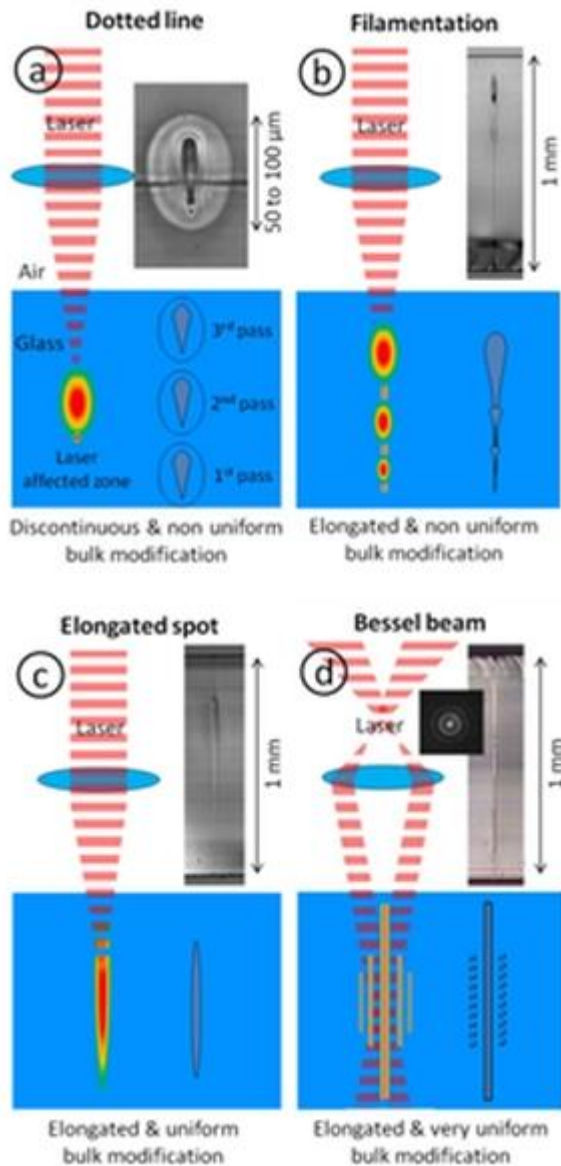 Dotted line
a
Laser
50 to 100 µm
Air
Glass
3rd pass
2nd pass
1st pass
Laser
affected zone
Discontinuous & non uniform
bulk modification
Filamentation
b
Laser
1 mm
Elongated & non uniform
bulk modification
Elongated spot
c
Laser
1 mm
Elongated & uniform
bulk modification
Bessel beam
d
Laser
1 mm
Elongated & very uniform
bulk modification